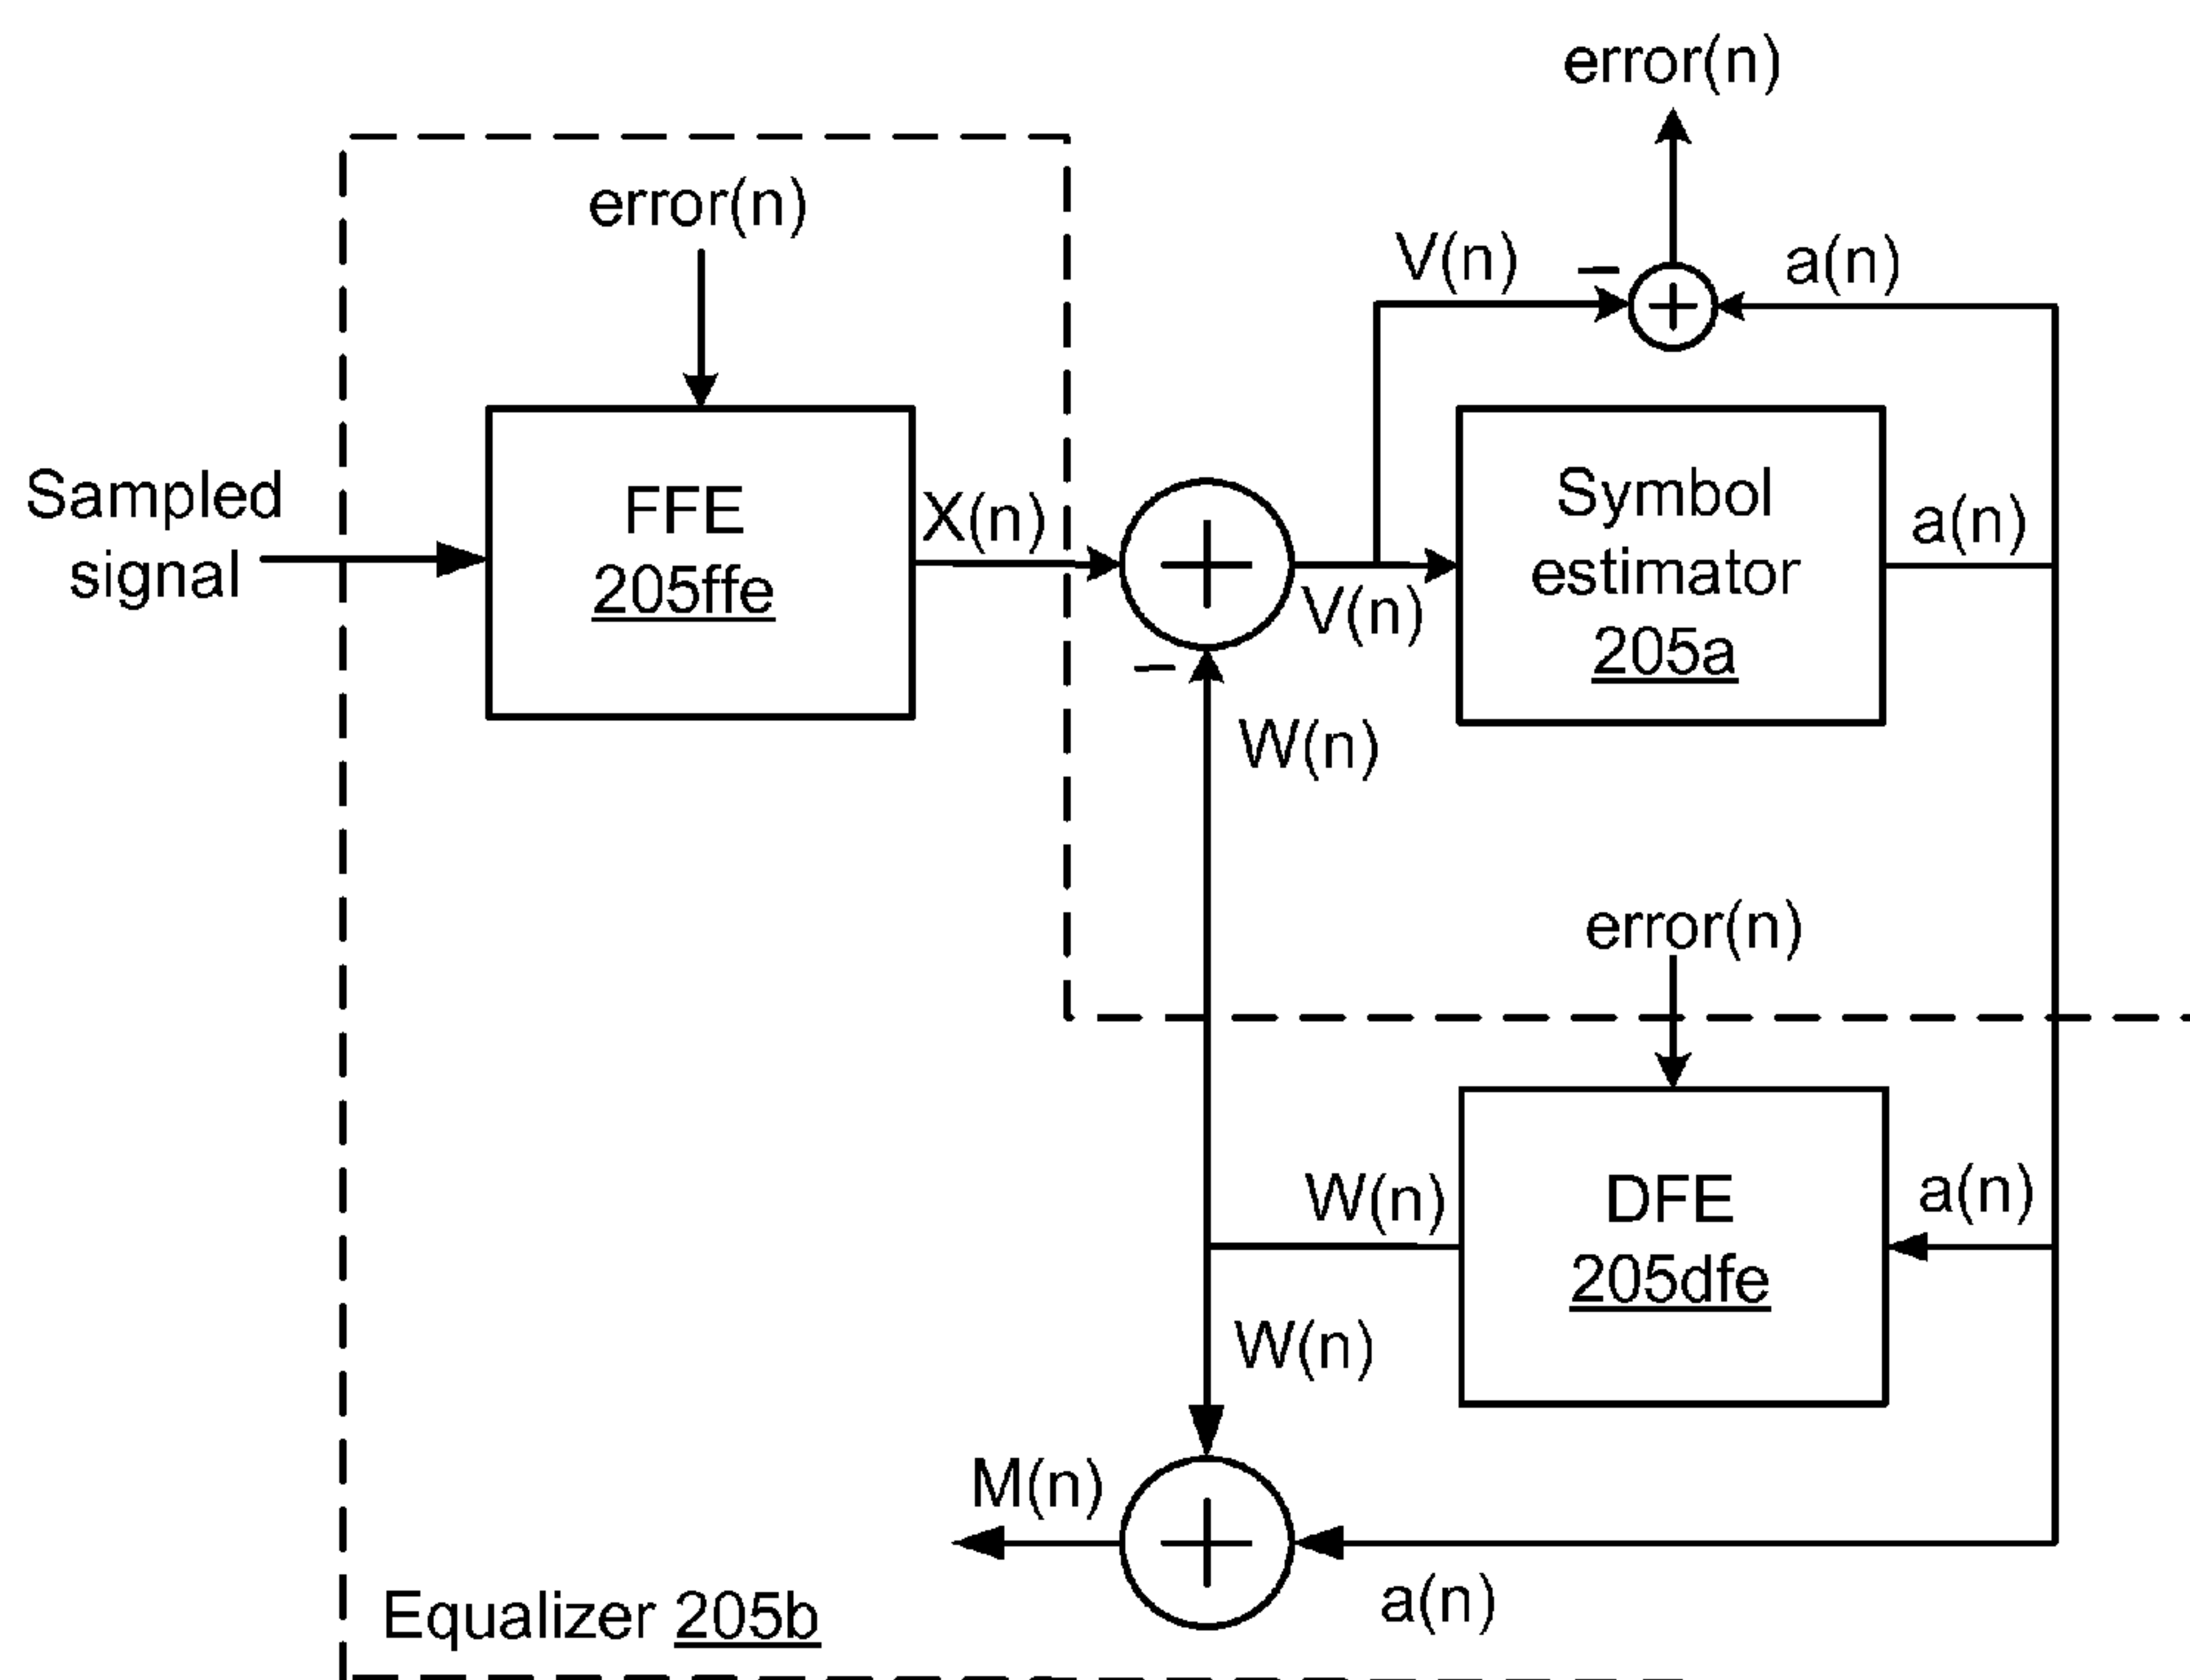 error(n)
error(n)
V(n)
−
a(n)
Sampled
signal
FFE
205ffe
X(n)
+
−
V(n)
Symbol
estimator
205a
a(n)
+
W(n)
error(n)
W(n)
DFE
205dfe
a(n)
W(n)
M(n)
+
a(n)
Equalizer 205b